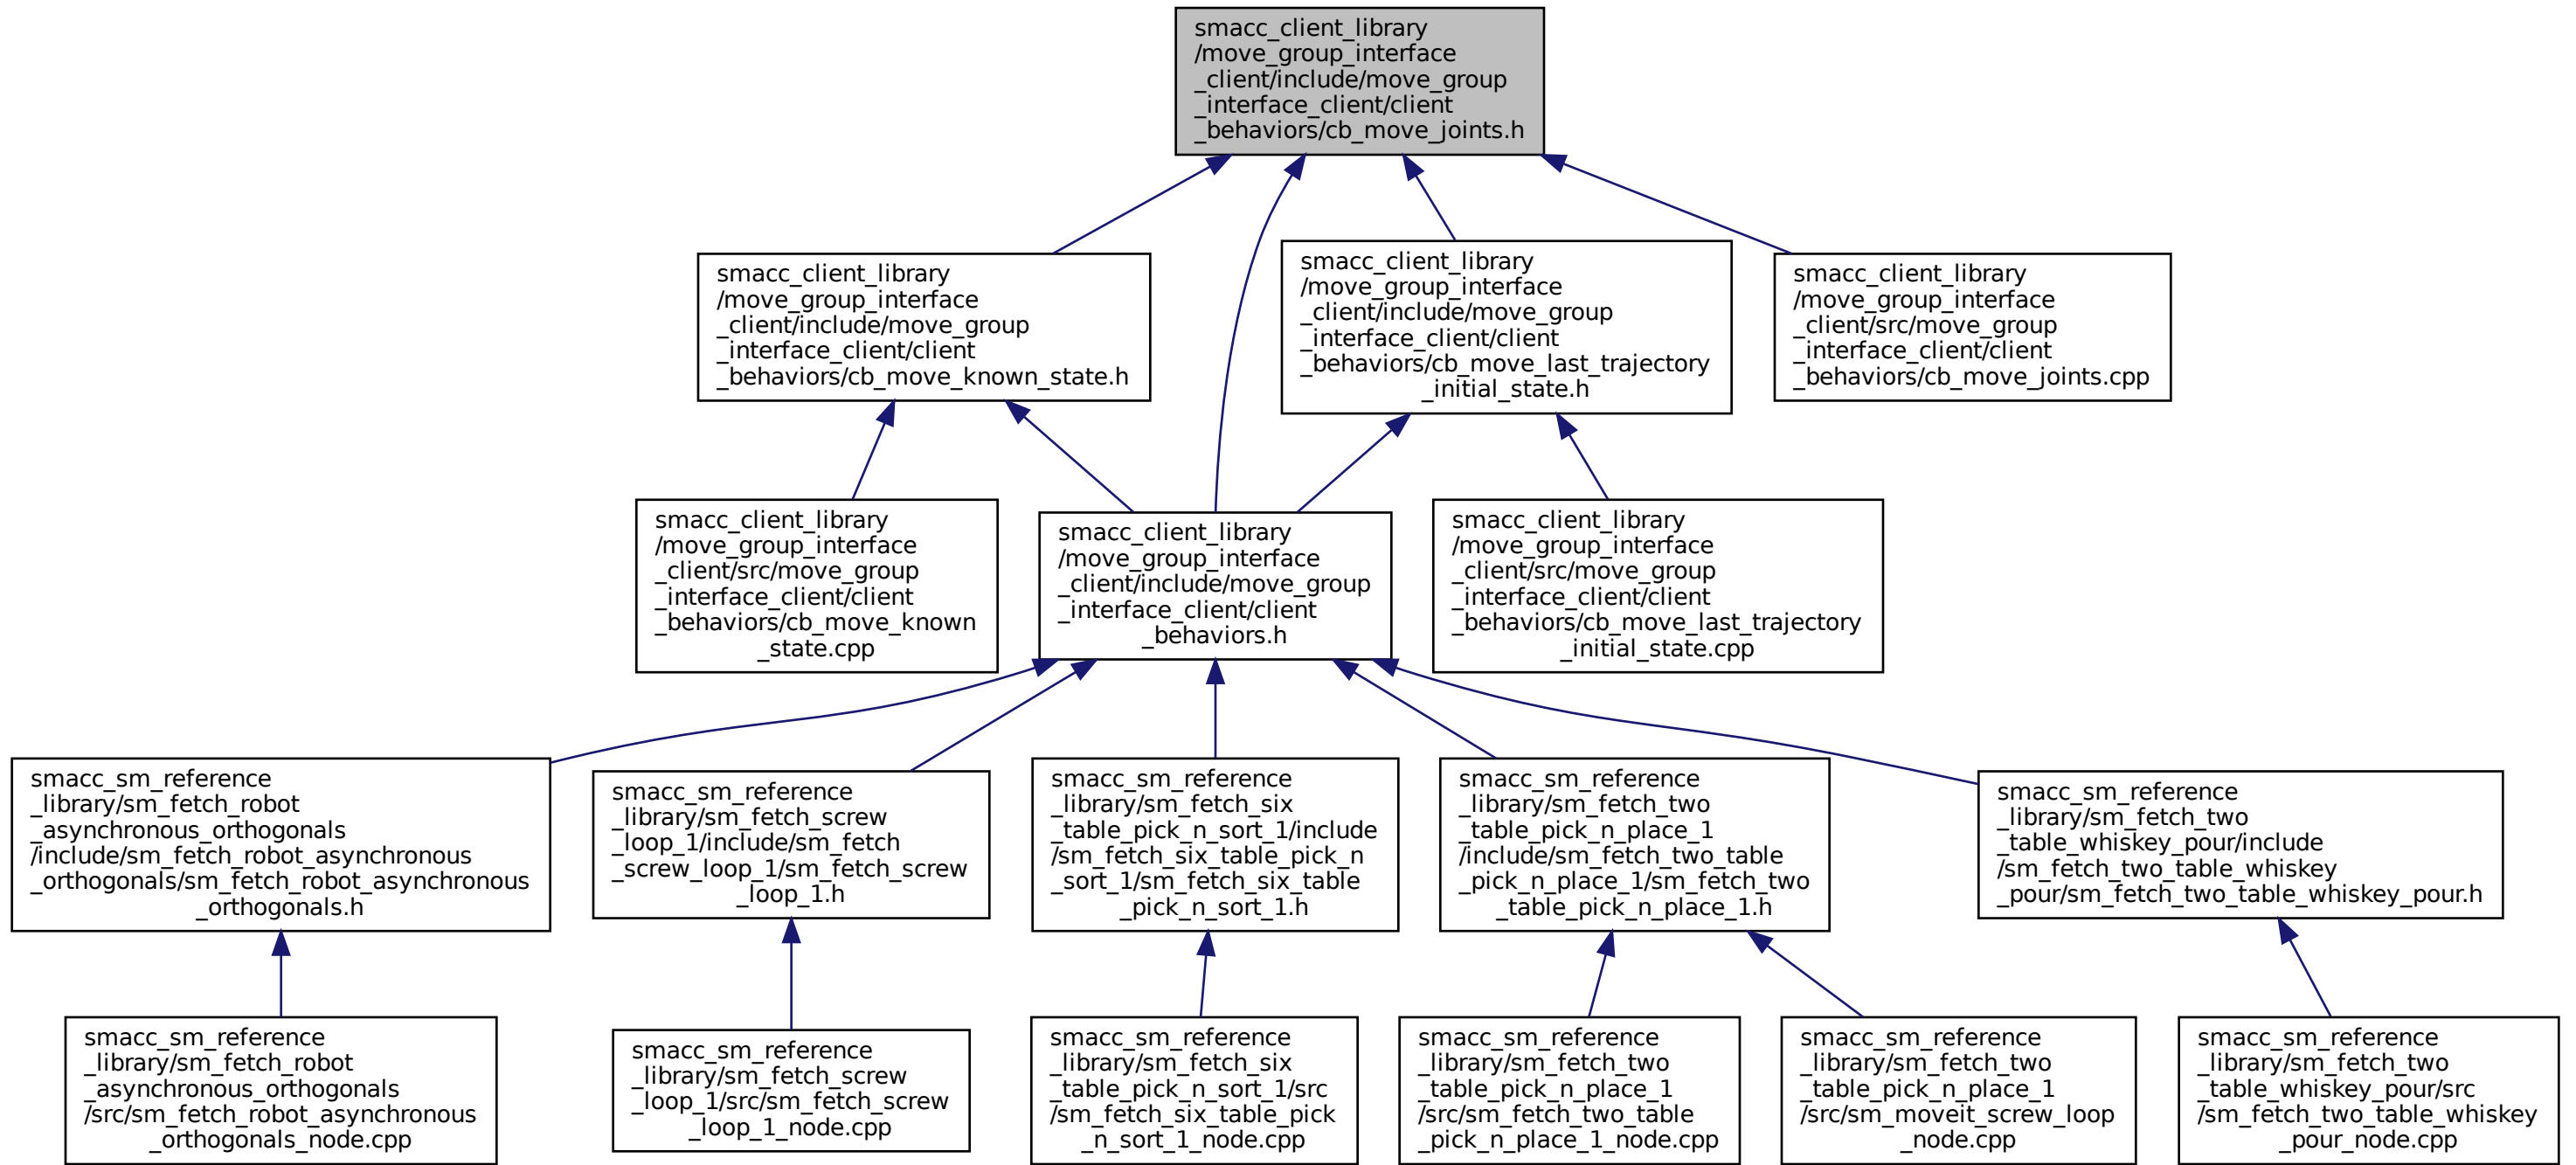 smacc_client_library
/move_group_interface
_client/include/move_group
_interface_client/client
_behaviors/cb_move_joints.h
smacc_client_library
/move_group_interface
_client/include/move_group
_interface_client/client
_behaviors/cb_move_known_state.h
smacc_client_library
/move_group_interface
_client/include/move_group
_interface_client/client
_behaviors/cb_move_last_trajectory
_initial_state.h
smacc_client_library
/move_group_interface
_client/src/move_group
_interface_client/client
_behaviors/cb_move_joints.cpp
smacc_client_library
/move_group_interface
_client/src/move_group
_interface_client/client
_behaviors/cb_move_known
_state.cpp
smacc_client_library
/move_group_interface
_client/include/move_group
_interface_client/client
_behaviors.h
smacc_client_library
/move_group_interface
_client/src/move_group
_interface_client/client
_behaviors/cb_move_last_trajectory
_initial_state.cpp
smacc_sm_reference
_library/sm_fetch_robot
_asynchronous_orthogonals
/include/sm_fetch_robot_asynchronous
_orthogonals/sm_fetch_robot_asynchronous
_orthogonals.h
smacc_sm_reference
_library/sm_fetch_screw
_loop_1/include/sm_fetch
_screw_loop_1/sm_fetch_screw
_loop_1.h
smacc_sm_reference
_library/sm_fetch_six
_table_pick_n_sort_1/include
/sm_fetch_six_table_pick_n
_sort_1/sm_fetch_six_table
_pick_n_sort_1.h
smacc_sm_reference
_library/sm_fetch_two
_table_pick_n_place_1
/include/sm_fetch_two_table
_pick_n_place_1/sm_fetch_two
_table_pick_n_place_1.h
smacc_sm_reference
_library/sm_fetch_two
_table_whiskey_pour/include
/sm_fetch_two_table_whiskey
_pour/sm_fetch_two_table_whiskey_pour.h
smacc_sm_reference
_library/sm_fetch_robot
_asynchronous_orthogonals
/src/sm_fetch_robot_asynchronous
_orthogonals_node.cpp
smacc_sm_reference
_library/sm_fetch_screw
_loop_1/src/sm_fetch_screw
_loop_1_node.cpp
smacc_sm_reference
_library/sm_fetch_six
_table_pick_n_sort_1/src
/sm_fetch_six_table_pick
_n_sort_1_node.cpp
smacc_sm_reference
_library/sm_fetch_two
_table_pick_n_place_1
/src/sm_fetch_two_table
_pick_n_place_1_node.cpp
smacc_sm_reference
_library/sm_fetch_two
_table_pick_n_place_1
/src/sm_moveit_screw_loop
_node.cpp
smacc_sm_reference
_library/sm_fetch_two
_table_whiskey_pour/src
/sm_fetch_two_table_whiskey
_pour_node.cpp